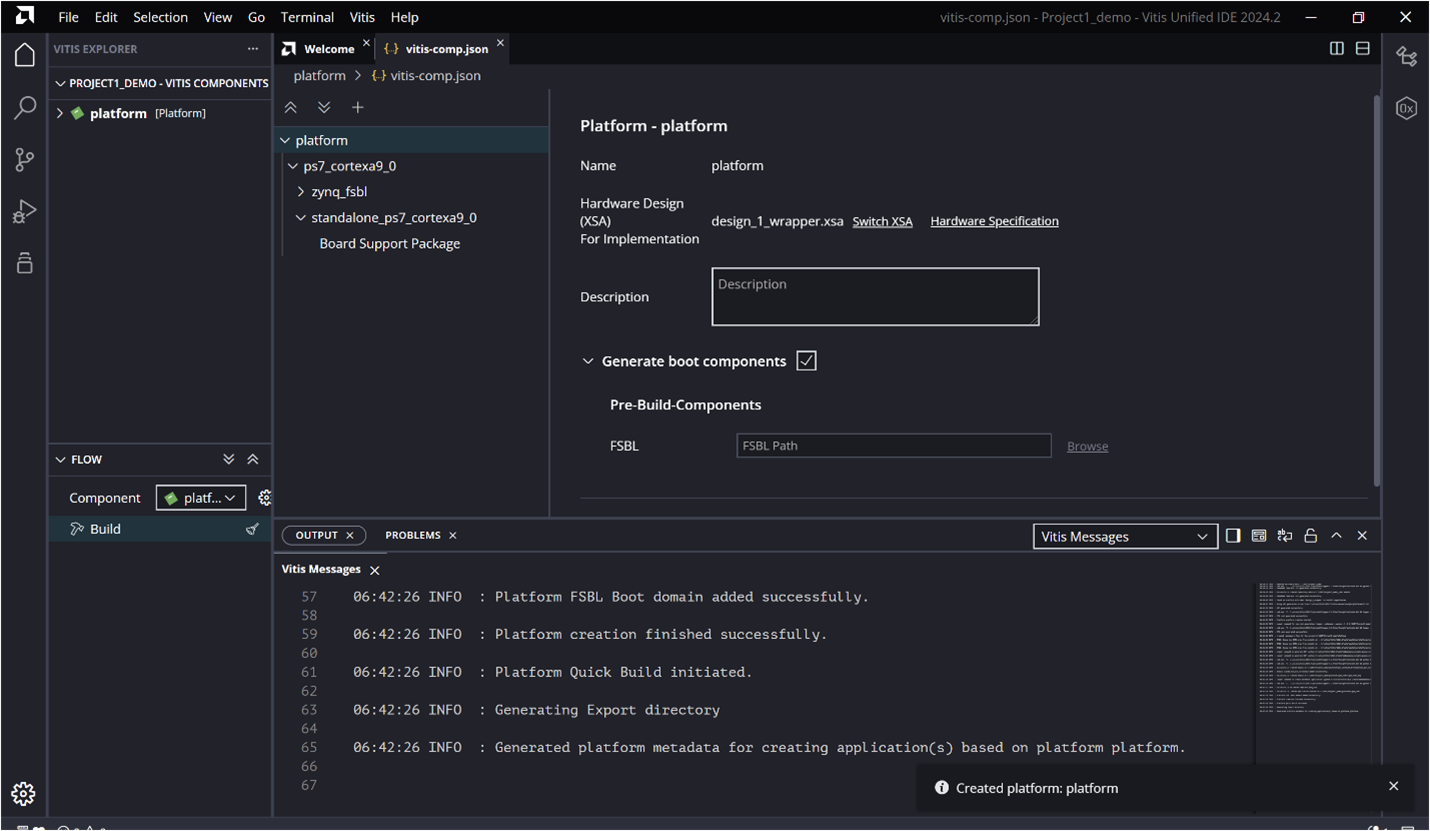 File Edit Selection View Go Terminal Vitis Help
vitis-comp.json - Project1_demo - Vitis Unified IDE 2024.2
VITIS EXPLORER
PROJECT1_DEMO - VITIS COMPONENTS
platform [Platform]
FLOW
Component platf...
Build
Welcome
{..} vitis-comp.json
platform > {..} vitis-comp.json
platform
ps7_cortexa9_0
zynq_fsbl
standalone_ps7_cortexa9_0
Board Support Package
Platform - platform
Name platform
Hardware Design
(XSA)
For Implementation
design_1_wrapper.xsa Switch XSA Hardware Specification
Description Description
Generate boot components
Pre-Build-Components
FSBL FSBL Path Browse
OUTPUT PROBLEMS
Vitis Messages
Vitis Messages
57 06:42:26 INFO : Platform FSBL Boot domain added successfully.
58
59 06:42:26 INFO : Platform creation finished successfully.
60
61 06:42:26 INFO : Platform Quick Build initiated.
62
63 06:42:26 INFO : Generating Export directory
64
65 06:42:26 INFO : Generated platform metadata for creating application(s) based on platform platform.
66
67
Created platform: platform